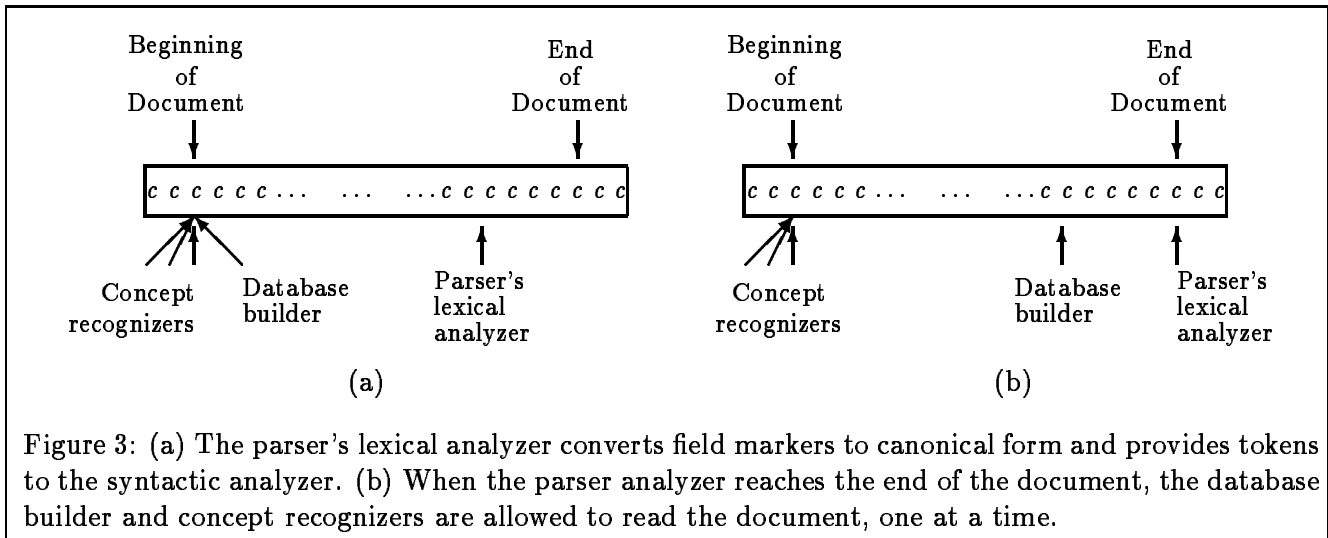 Beginning
of
Document
End
of
Document
c c c c c c ... ... ...c c c c c c c c c c
Concept
recognizers
Database
builder
Parser's
lexical
analyzer
(a)
Beginning
of
Document
End
of
Document
c c c c c c ... ... ...c c c c c c c c c c
Concept
recognizers
Database
builder
Parser's
lexical
analyzer
(b)
Figure 3: (a) The parser's lexical analyzer converts field markers to canonical form and provides tokens
to the syntactic analyzer. (b) When the parser analyzer reaches the end of the document, the database
builder and concept recognizers are allowed to read the document, one at a time.